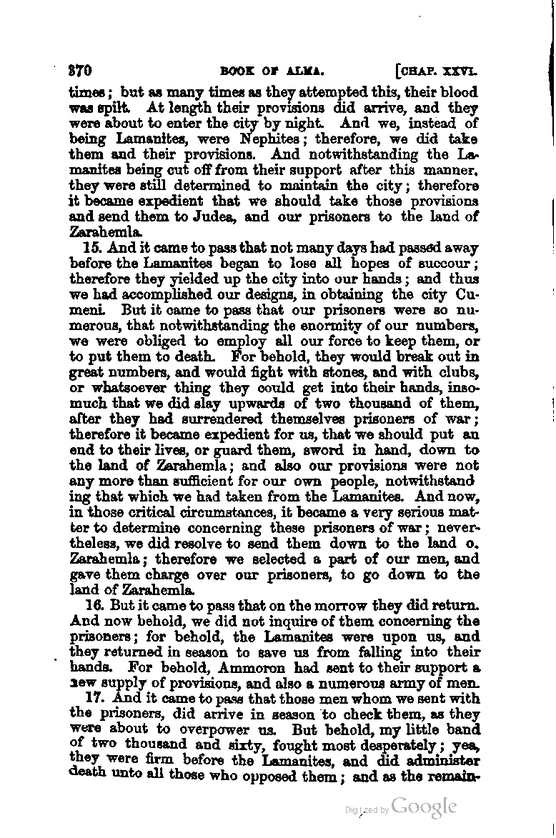 370 BOOK OF ALMA. [CHAP. XXVI.
times; but as many times as they attempted this, their blood
was spilt. At length their provisions did arrive, and they
were about to enter the city by night. And we, instead of
being Lamanites, were Nephites; therefore, we did take
them and their provisions. And notwithstanding the La-
manites being cut off from their support after this manner,
they were still determined to maintain the city; therefore
it became expedient that we should take those provisions
and send them to Judea, and our prisoners to the land of
Zarahemla.
15. And it came to pass that not many days had passed away
before the Lamanites began to lose all hopes of succour;
therefore they yielded up the city into our hands; and thus
we had accomplished our designs, in obtaining the city Cu-
meni. But it came to pass that our prisoners were so nu-
merous, that notwithstanding the enormity of our numbers,
we were obliged to employ all our force to keep them, or
to put them to death. For behold, they would break out in
great numbers, and would fight with stones, and with clubs,
or whatsoever thing they could get into their hands, inso-
much that we did slay upwards of two thousand of them,
after they had surrendered themselves prisoners of war;
therefore it became expedient for us, that we should put an
end to their lives, or guard them, sword in hand, down to
the land of Zarahemla; and also our provisions were not
any more than sufficient for our own people, notwithstand
ing that which we had taken from the Lamanites. And now,
in those critical circumstances, it became a very serious mat-
ter to determine concerning these prisoners of war; never-
theless, we did resolve to send them down to the land o.
Zarahemla; therefore we selected a part of our men, and
gave them charge over our prisoners, to go down to the
land of Zarahemla.
16. But it came to pass that on the morrow they did return.
And now behold, we did not inquire of them concerning the
prisoners; for behold, the Lamanites were upon us, and
they returned in season to save us from falling into their
hands. For behold, Ammoron had sent to their support a
new supply of provisions, and also a numerous army of men.
17. And it came to pass that those men whom we sent with
the prisoners, did arrive in season to check them, as they
were about to overpower us. But behold, my little band
of two thousand and sixty, fought most desperately; yea,
they were firm before the Lamanites, and did administer
death unto all those who opposed them; and as the remain-
Digitized by Google